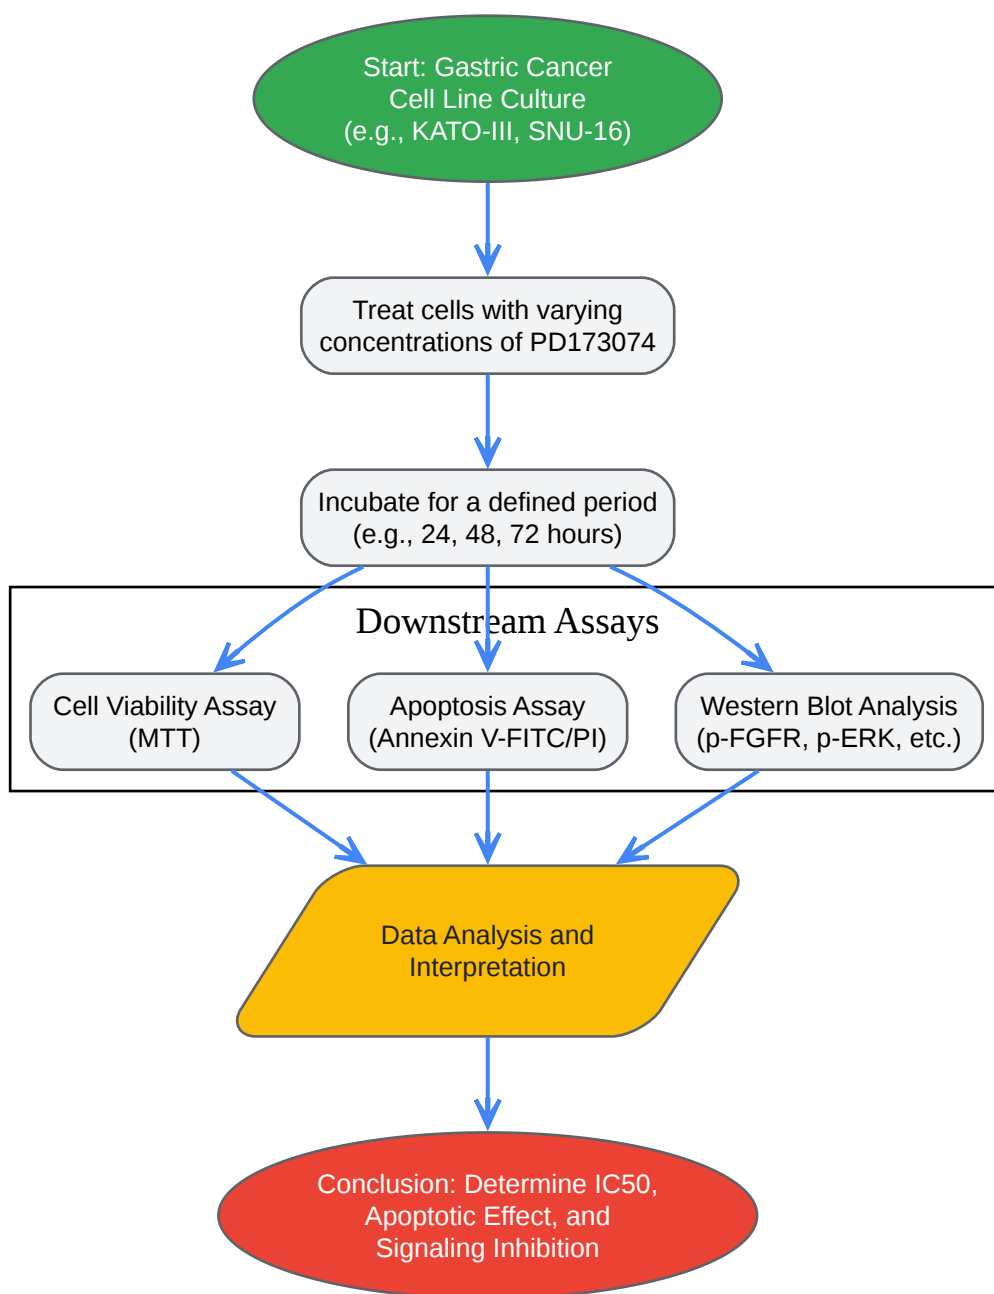 Start: Gastric Cancer
Cell Line Culture
(e.g., KATO-III, SNU-16)
Treat cells with varying
concentrations of PD173074
Incubate for a defined period
(e.g., 24, 48, 72 hours)
Downstream Assays
Cell Viability Assay
(MTT)
Apoptosis Assay
(Annexin V-FITC/PI)
Western Blot Analysis
(p-FGFR, p-ERK, etc.)
Data Analysis and
Interpretation
Conclusion: Determine IC50,
Apoptotic Effect, and
Signaling Inhibition